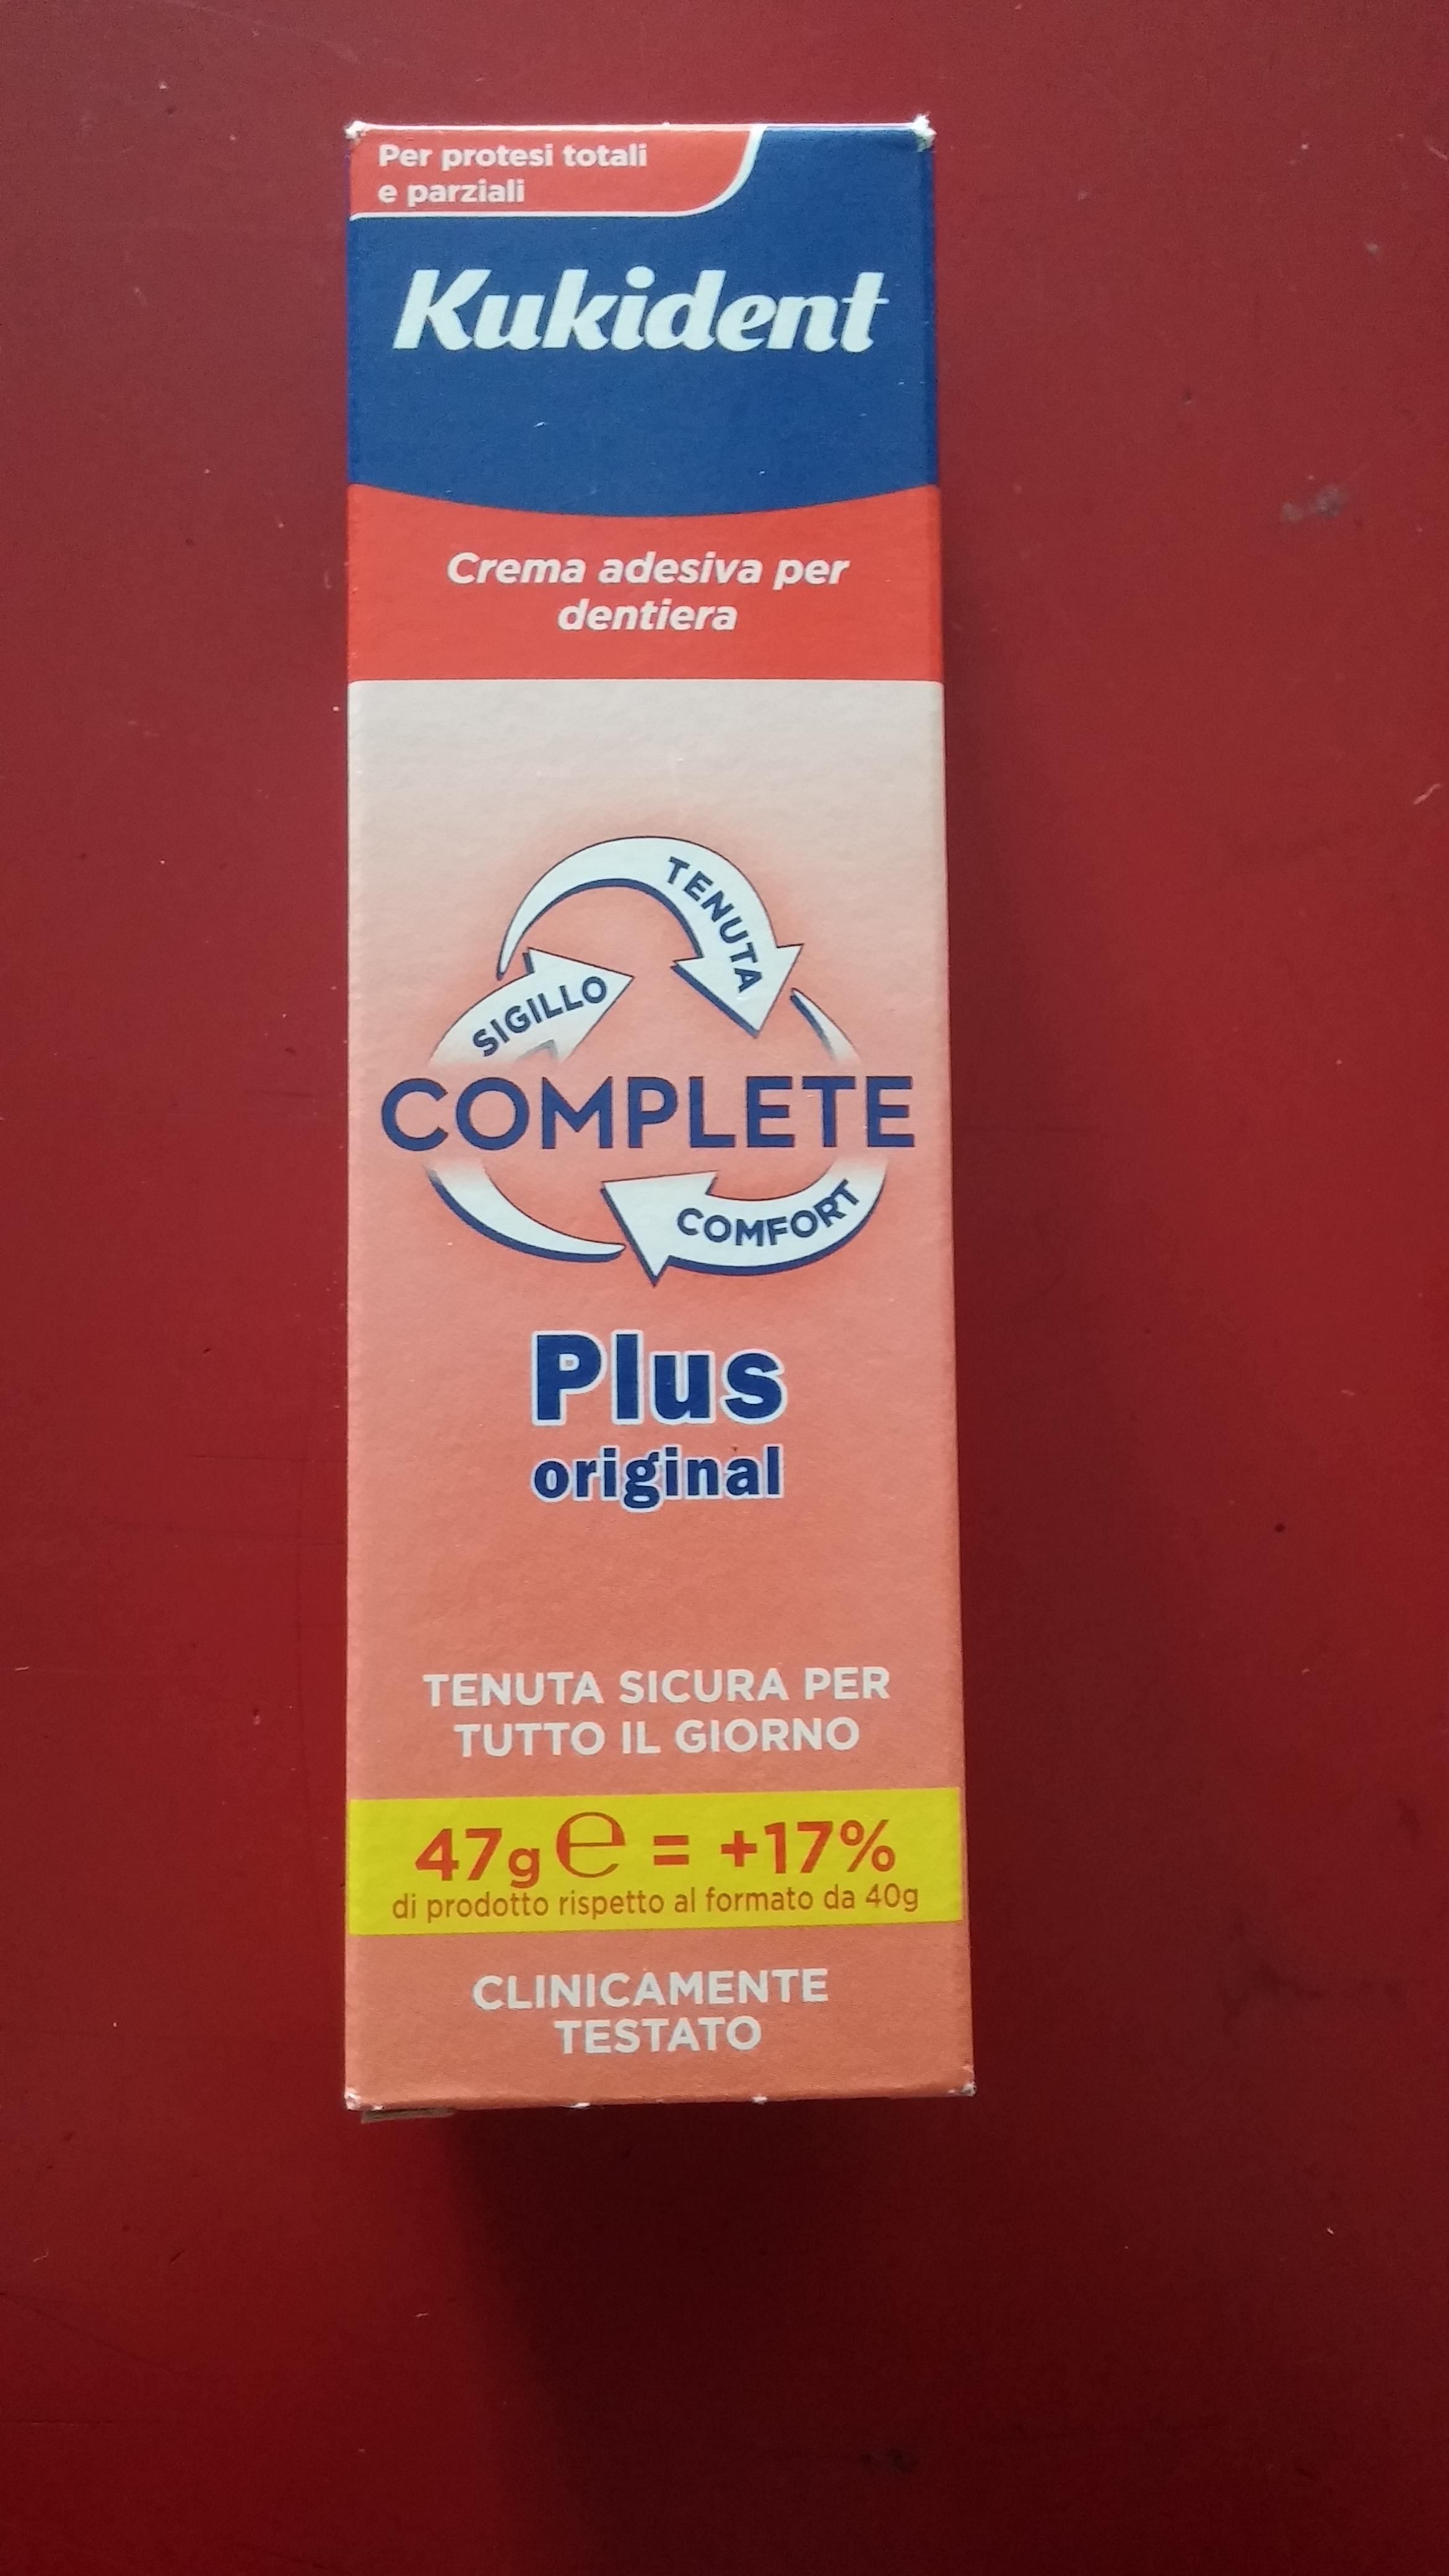 Per protesi totali
e parziali
Kukident
Crema adesiva per
dentiera
TENUTA
SIGILLO
COMPLETE
COMFORT
Plus
original
TENUTA SICURA PER
TUTTO IL GIORNO
47g℮ = +17%
di prodotto rispetto al formato da 40g
CLINICAMENTE
TESTATO